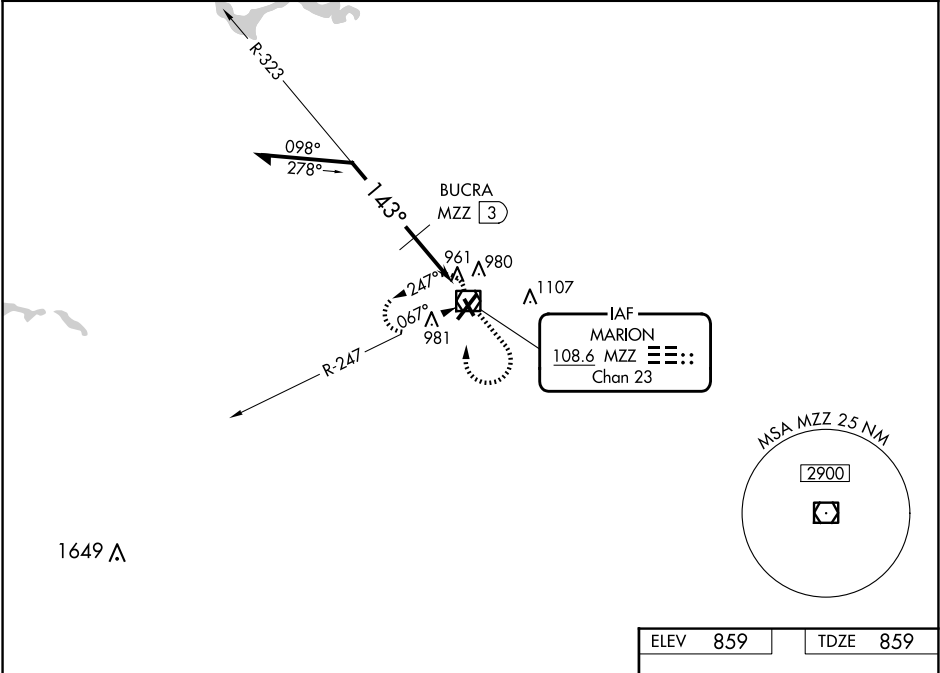 R-323
098°
278°
143°
BUCRA
MZZ 3
961
980
247°
1107
067°
981
IAF
MARION
108.6 MZZ
Chan 23
R-247
MSA MZZ 25 NM
2900
1649
ELEV 859
TDZE 859